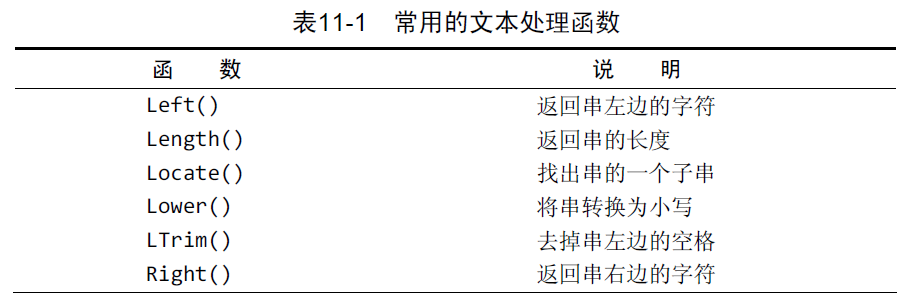 表11-1 常用的文本处理函数
函 数 说 明
Left() 返回串左边的字符
Length() 返回串的长度
Locate() 找出串的一个子串
Lower() 将串转换为小写
LTrim() 去掉串左边的空格
Right() 返回串右边的字符